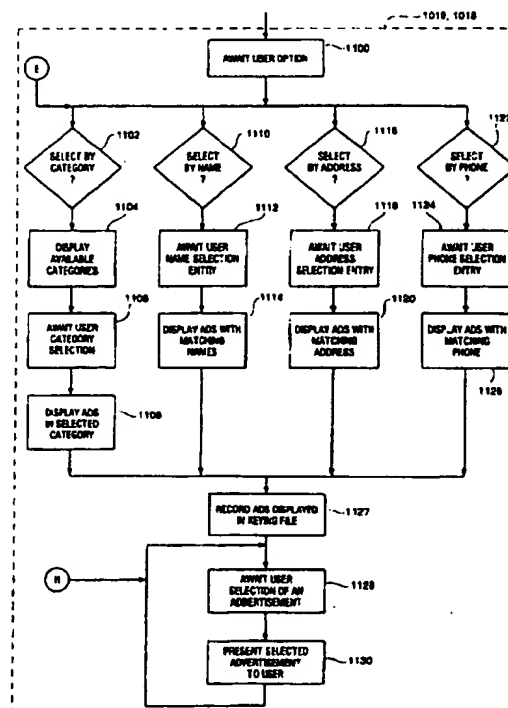 1019, 1018
1100
AWAIT USER OPTION
E
1102
SELECT BY
CATEGORY
?
1110
SELECT
BY NAME
?
1116
SELECT
BY ADDRESS
?
1122
SELECT
BY PHONE
?
1104
DISPLAY
AVAILABLE
CATEGORIES
1112
AWAIT USER
NAME SELECTION
ENTRY
1118
AWAIT USER
ADDRESS
SELECTION ENTRY
1124
AWAIT USER
PHONE SELECTION
ENTRY
1106
AWAIT USER
CATEGORY
SELECTION
1114
DISPLAY ADS WITH
MATCHING
NAMES
1120
DISPLAY ADS WITH
MATCHING
ADDRESS
DISPLAY ADS WITH
MATCHING
PHONE
1126
1108
DISPLAY ADS
IN SELECTED
CATEGORY
RECORD ADS DISPLAYED
IN KEYING FILE
1127
AWAIT USER
SELECTION OF AN
ADVERTISEMENT
1128
PRESENT SELECTED
ADVERTISEMENT
TO USER
1130